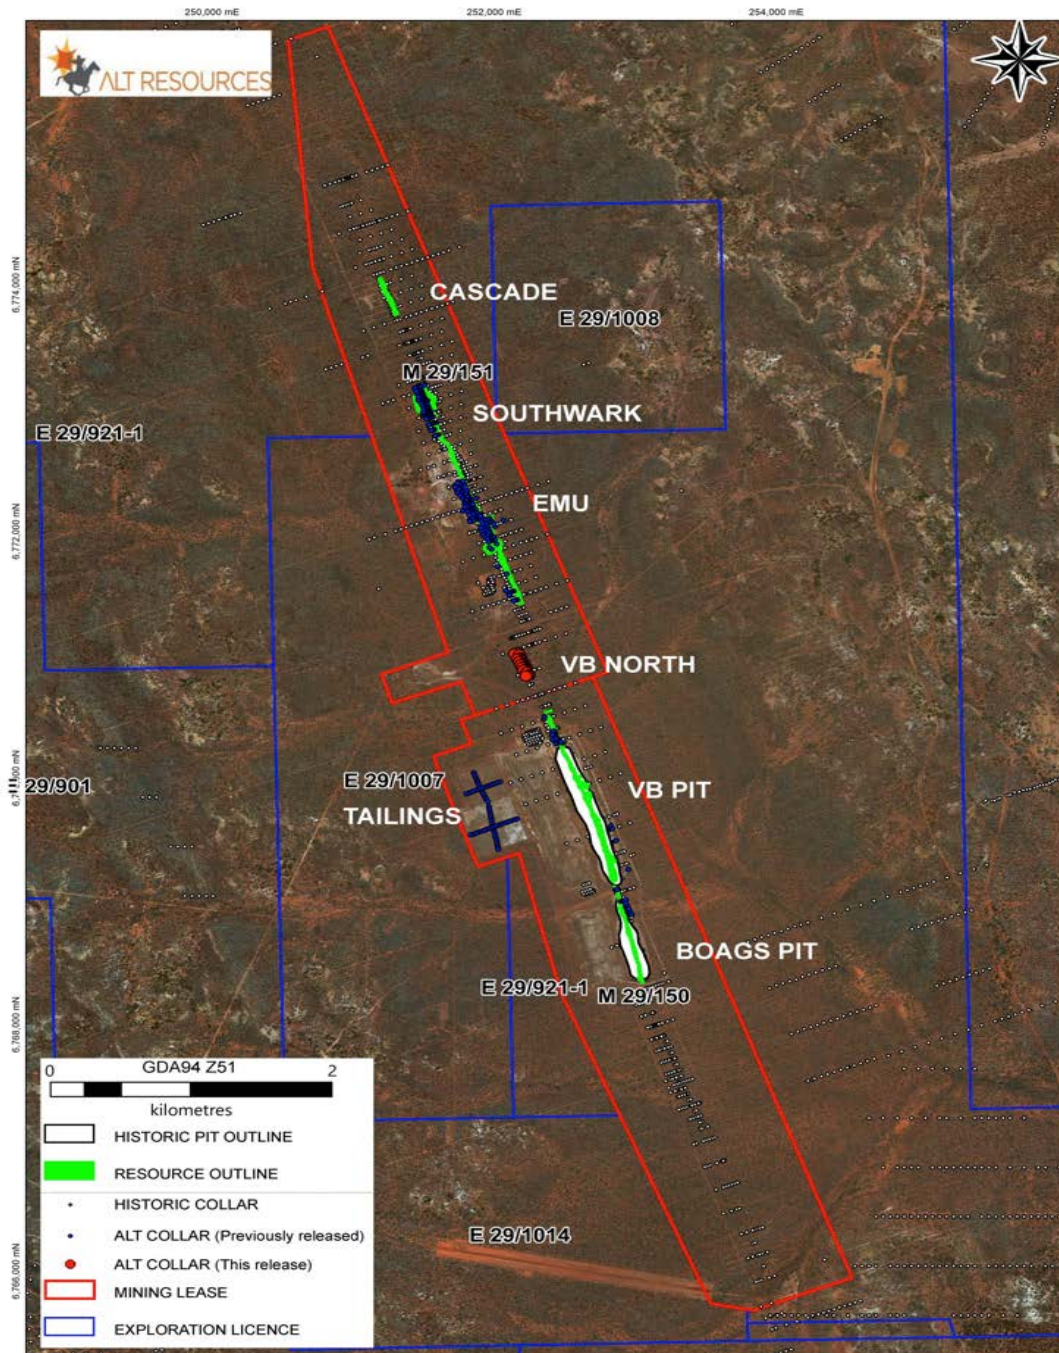 250,000 mE
252,000 mE
254,000 mE
ALT RESOURCES
6,774,000 mN
CASCADE
E 29/1008
M 29/151
SOUTHWARK
E 29/921-1
EMU
6,772,000 mN
VB NORTH
E 29/1007
29/901
VB PIT
TAILINGS
BOAGS PIT
E 29/921-1
M 29/150
6,768,000 mN
GDA94 Z51
0
2
kilometres
HISTORIC PIT OUTLINE
RESOURCE OUTLINE
HISTORIC COLLAR
ALT COLLAR (Previously released)
ALT COLLAR (This release)
MINING LEASE
EXPLORATION LICENCE
E 29/1014
6,766,000 mN